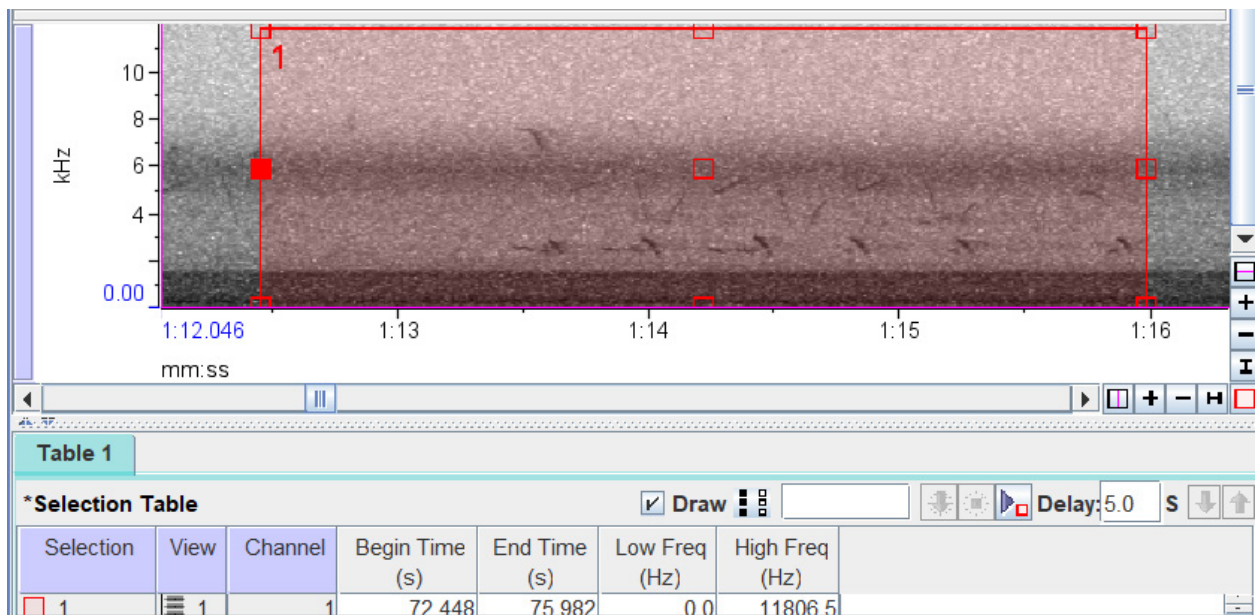 1
10
8
6
4
0.00
kHz
1:12.046 1:13 1:14 1:15 1:16
mm:ss
Table 1
*Selection Table Draw Delay: 5.0 S
Selection View Channel Begin Time (s) End Time (s) Low Freq (Hz) High Freq (Hz)
1 1 1 72.448 75.982 0.0 11806.5